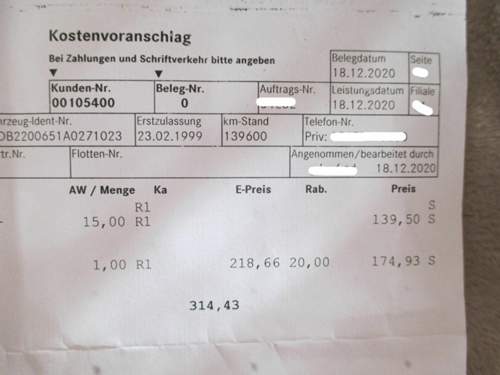 Kostenvoranschlag
Bei Zahlungen und Schriftverkehr bitte angeben
Belegdatum Seite
18.12.2020
Kunden-Nr. Beleg-Nr. Auftrags-Nr. Leistungsdatum Filiale
00105400 0 18.12.2020
arzeug-Ident-Nr. Erstzulassung km-Stand Telefon-Nr.
DB2200651A0271023 23.02.1999 139600 Priv:
rtr.Nr. Flotten-Nr. Angenommen/bearbeitet durch
18.12.2020
AW / Menge Ka E-Preis Rab. Preis
R1 S
15,00 R1 139,50 S
1,00 R1 218,66 20,00 174,93 S
314,43